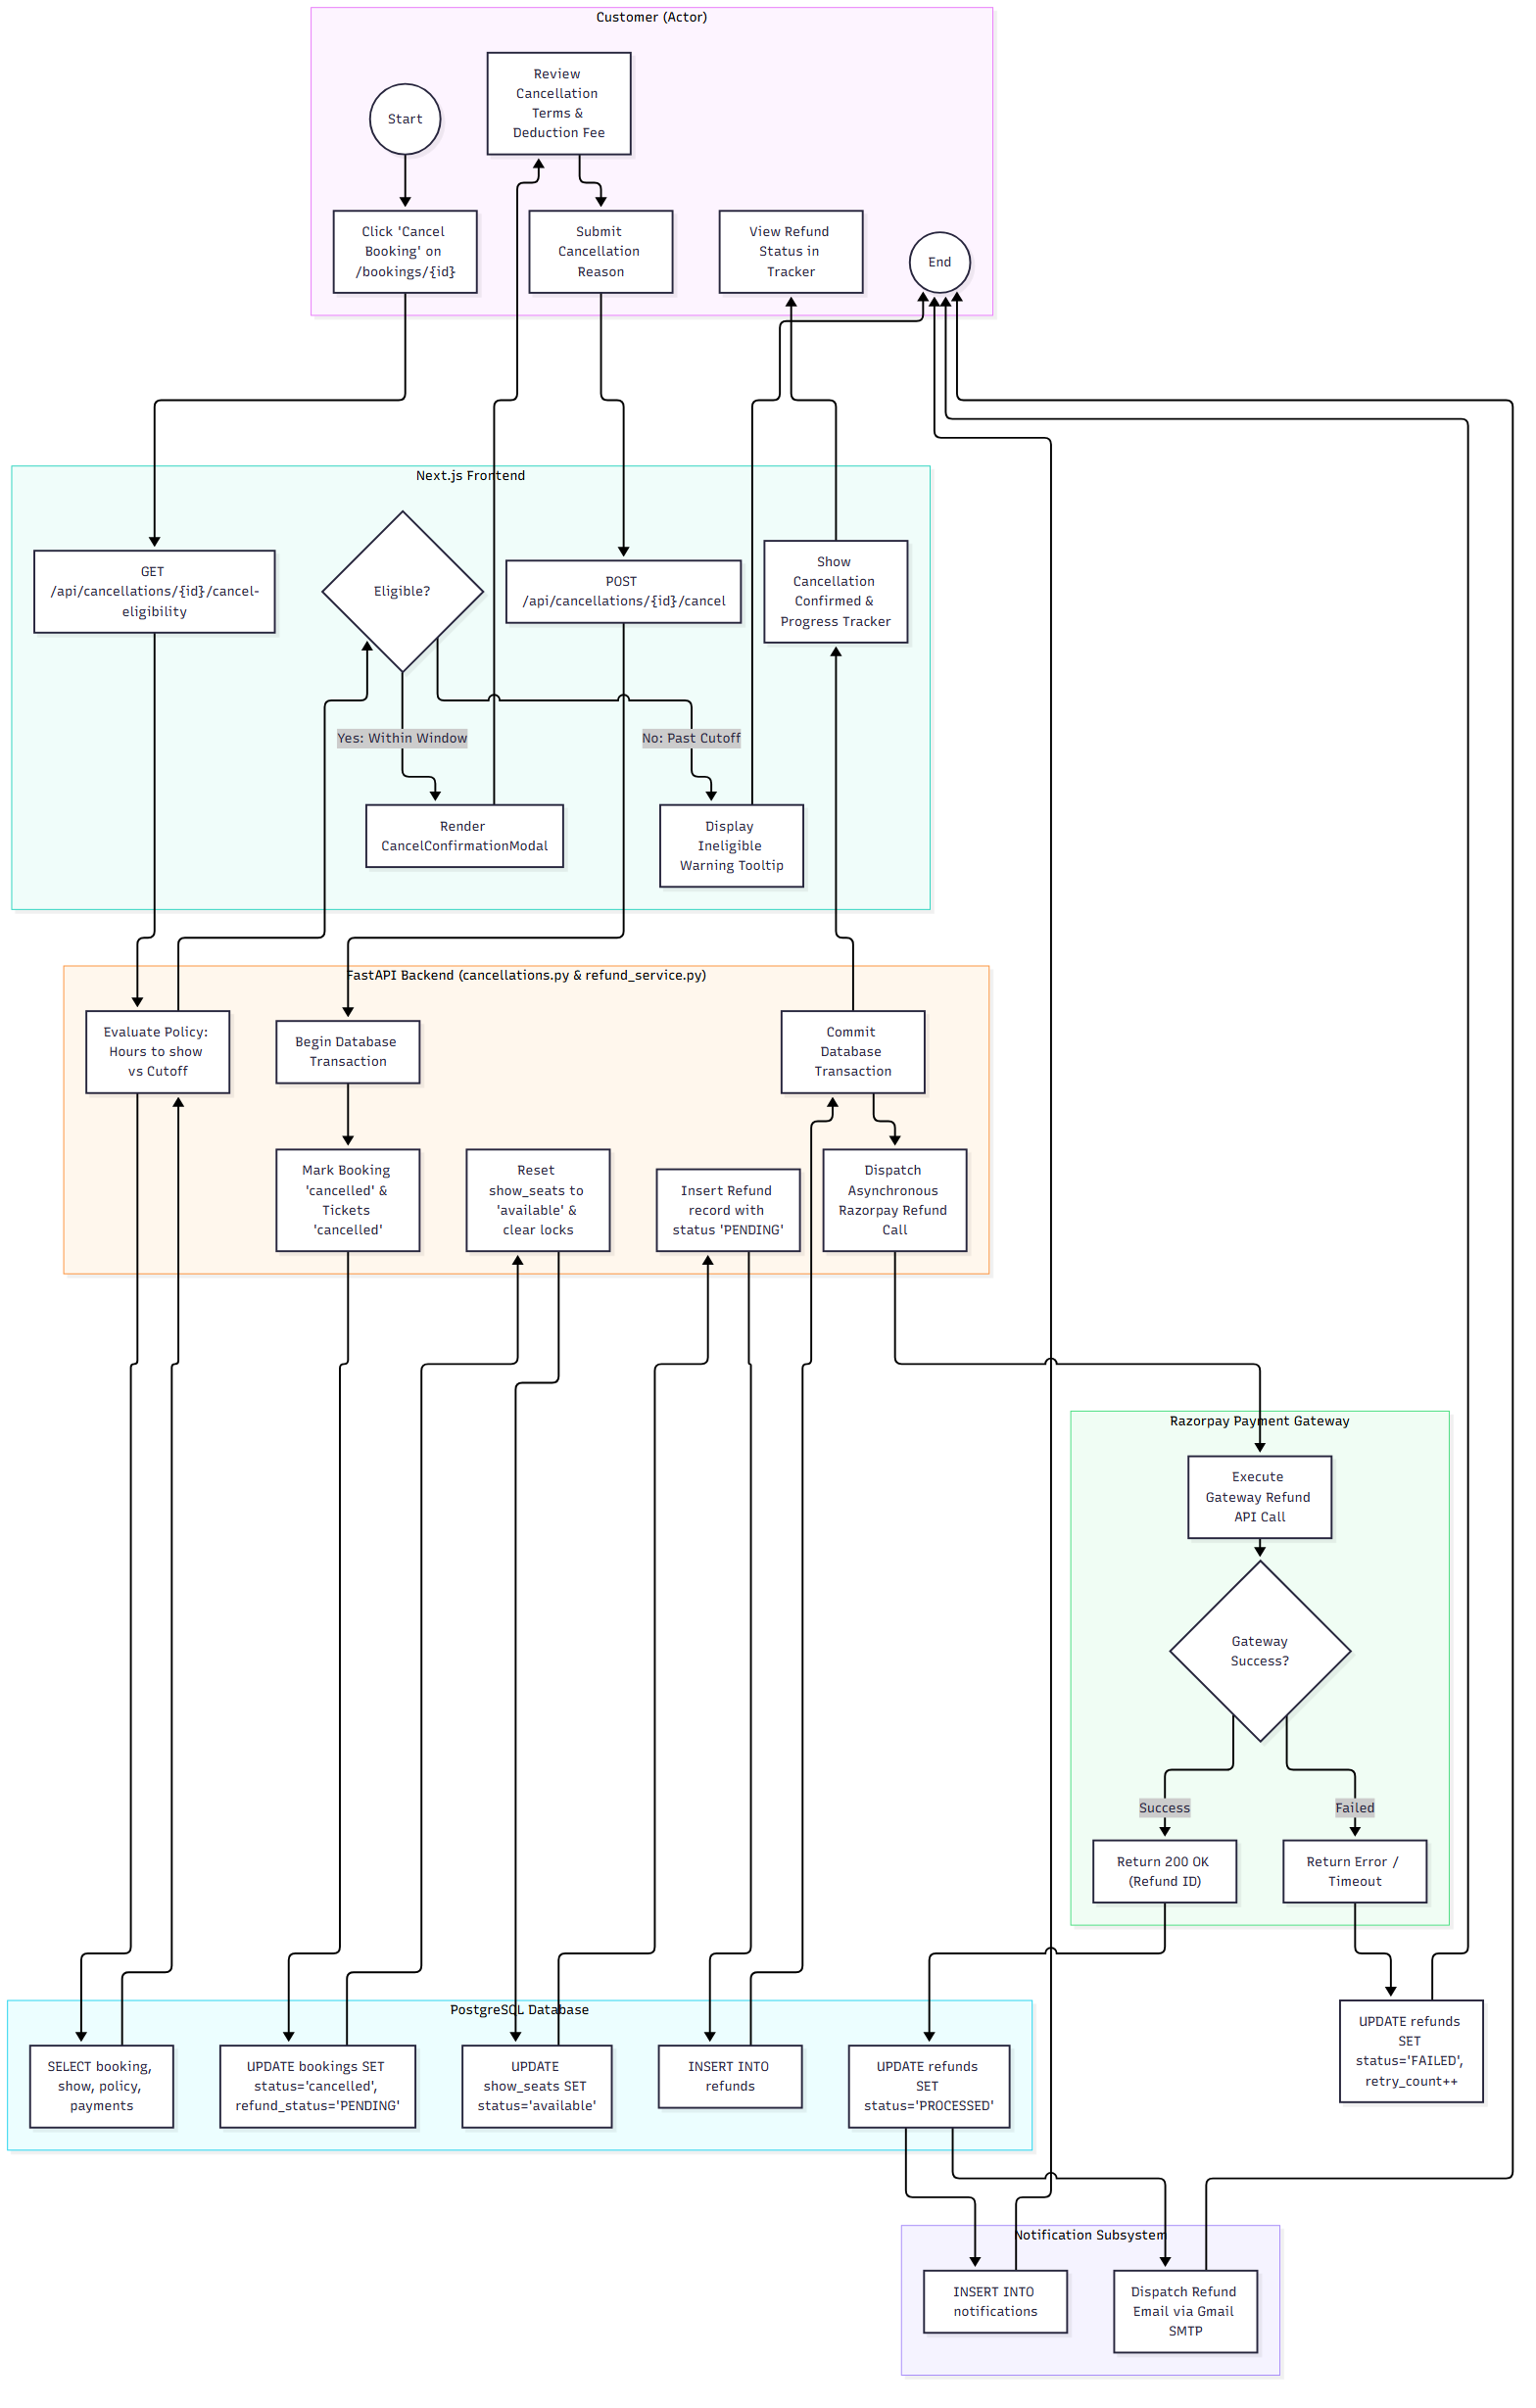 Customer (Actor)
Start
Review
Cancellation
Terms &
Deduction Fee
Click 'Cancel
Booking' on
/bookings/{id}
Submit
Cancellation
Reason
View Refund
Status in
Tracker
End
Next.js Frontend
GET
/api/cancellations/{id}/cancel-
eligibility
Eligible?
POST
/api/cancellations/{id}/cancel
Show
Cancellation
Confirmed &
Progress Tracker
Yes: Within Window
No: Past Cutoff
Render
CancelConfirmationModal
Display
Ineligible
Warning Tooltip
FastAPI Backend (cancellations.py & refund_service.py)
Evaluate Policy:
Hours to show
vs Cutoff
Begin Database
Transaction
Commit
Database
Transaction
Mark Booking
'cancelled' &
Tickets
'cancelled'
Reset
show_seats to
'available' &
clear locks
Insert Refund
record with
status 'PENDING'
Dispatch
Asynchronous
Razorpay Refund
Call
Razorpay Payment Gateway
Execute
Gateway Refund
API Call
Gateway
Success?
Success
Failed
Return 200 OK
(Refund ID)
Return Error /
Timeout
PostgreSQL Database
SELECT booking,
show, policy,
payments
UPDATE bookings SET
status='cancelled',
refund_status='PENDING'
UPDATE
show_seats SET
status='available'
INSERT INTO
refunds
UPDATE refunds
SET
status='PROCESSED'
UPDATE refunds
SET
status='FAILED',
retry_count++
Notification Subsystem
INSERT INTO
notifications
Dispatch Refund
Email via Gmail
SMTP